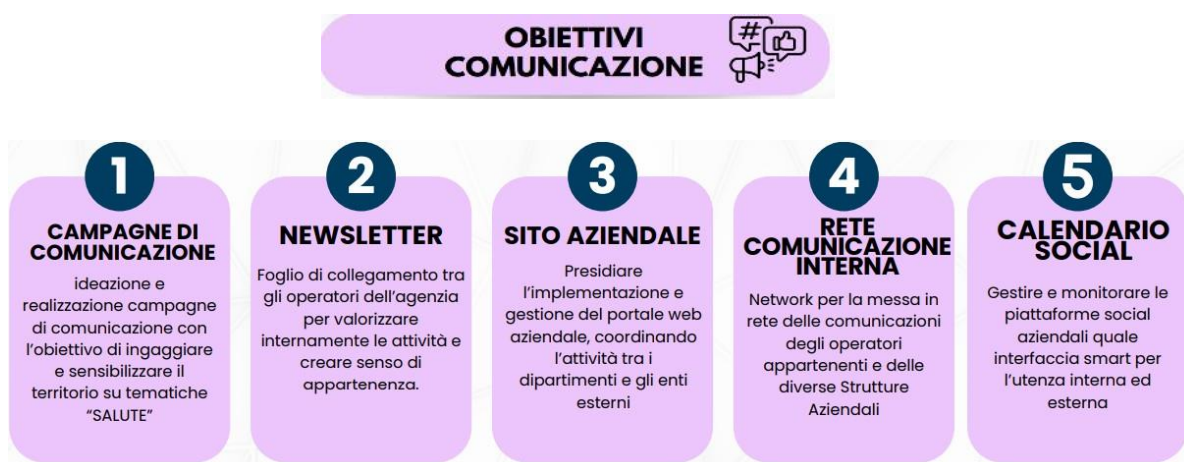 OBIETTIVI
COMUNICAZIONE
#
1
CAMPAGNE DI
COMUNICAZIONE
ideazione e
realizzazione campagne
di comunicazione con
l'obiettivo di ingaggiare
e sensibilizzare il
territorio su tematiche
“SALUTE”
2
NEWSLETTER
Foglio di collegamento tra
gli operatori dell'agenzia
per valorizzare
internamente le attività e
creare senso di
appartenenza.
3
SITO AZIENDALE
Presidiare
l'implementazione e
gestione del portale web
aziendale, coordinando
l'attività tra i
dipartimenti e gli enti
esterni
4
RETE
COMUNICAZIONE
INTERNA
Network per la messa in
rete delle comunicazioni
degli operatori
appartenenti e delle
diverse Strutture
Aziendali
5
CALENDARIO
SOCIAL
Gestire e monitorare le
piattaforme social
aziendali quale
interfaccia smart per
l'utenza interna ed
esterna